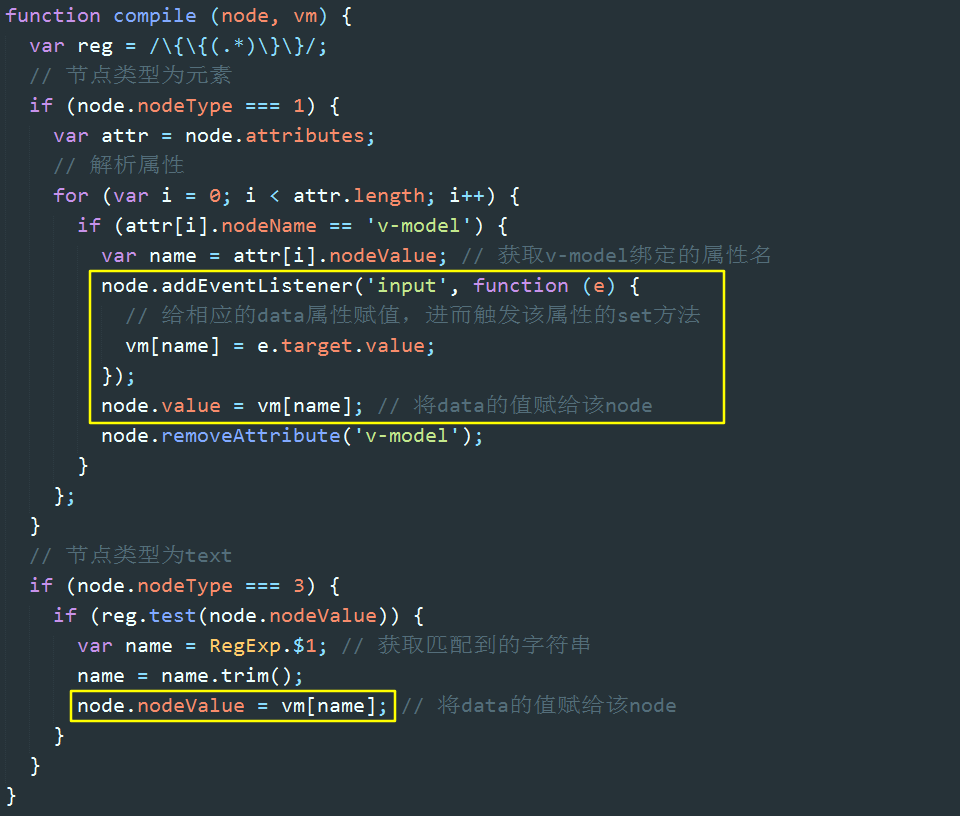 function compile (node, vm) {
  var reg = /\{\{(.*)\}\}/;
  // 节点类型为元素
  if (node.nodeType === 1) {
    var attr = node.attributes;
    // 解析属性
    for (var i = 0; i < attr.length; i++) {
      if (attr[i].nodeName == 'v-model') {
        var name = attr[i].nodeValue; // 获取v-model绑定的属性名
        node.addEventListener('input', function (e) {
          // 给相应的data属性赋值，进而触发该属性的set方法
          vm[name] = e.target.value;
        });
        node.value = vm[name]; // 将data的值赋给该node
        node.removeAttribute('v-model');
      }
    };
  }
  // 节点类型为text
  if (node.nodeType === 3) {
    if (reg.test(node.nodeValue)) {
      var name = RegExp.$1; // 获取匹配到的字符串
      name = name.trim();
      node.nodeValue = vm[name]; // 将data的值赋给该node
    }
  }
}